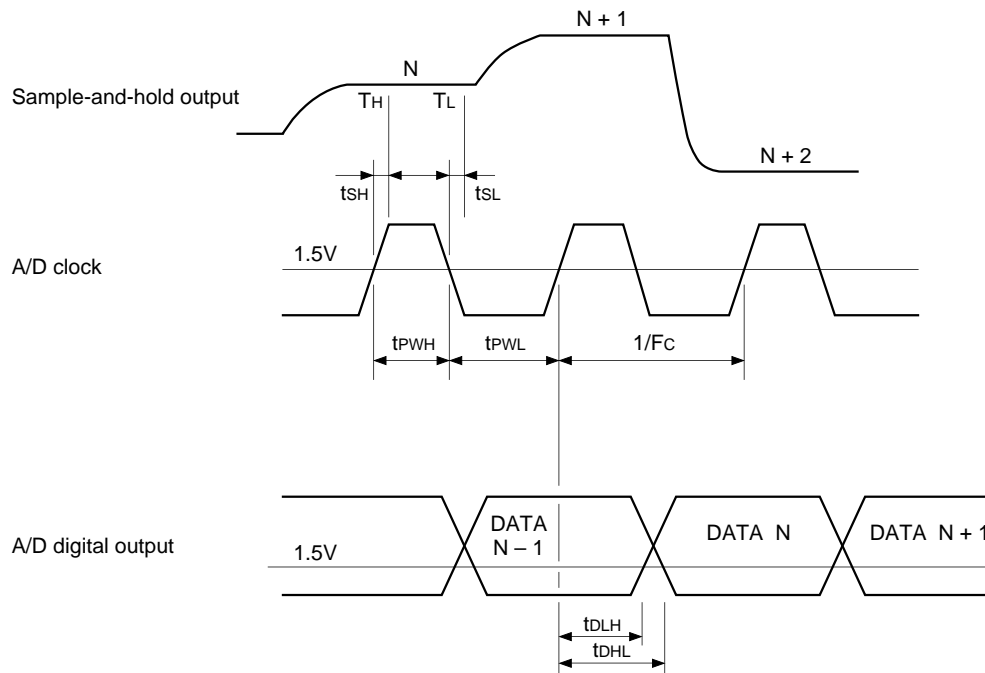 N + 1
N
Sample-and-hold output
TH
TL
N + 2
tSH
tSL
1.5V
A/D clock
tPWH
tPWL
1/FC
DATA
N – 1
DATA N
DATA N + 1
A/D digital output
1.5V
tDLH
tDHL